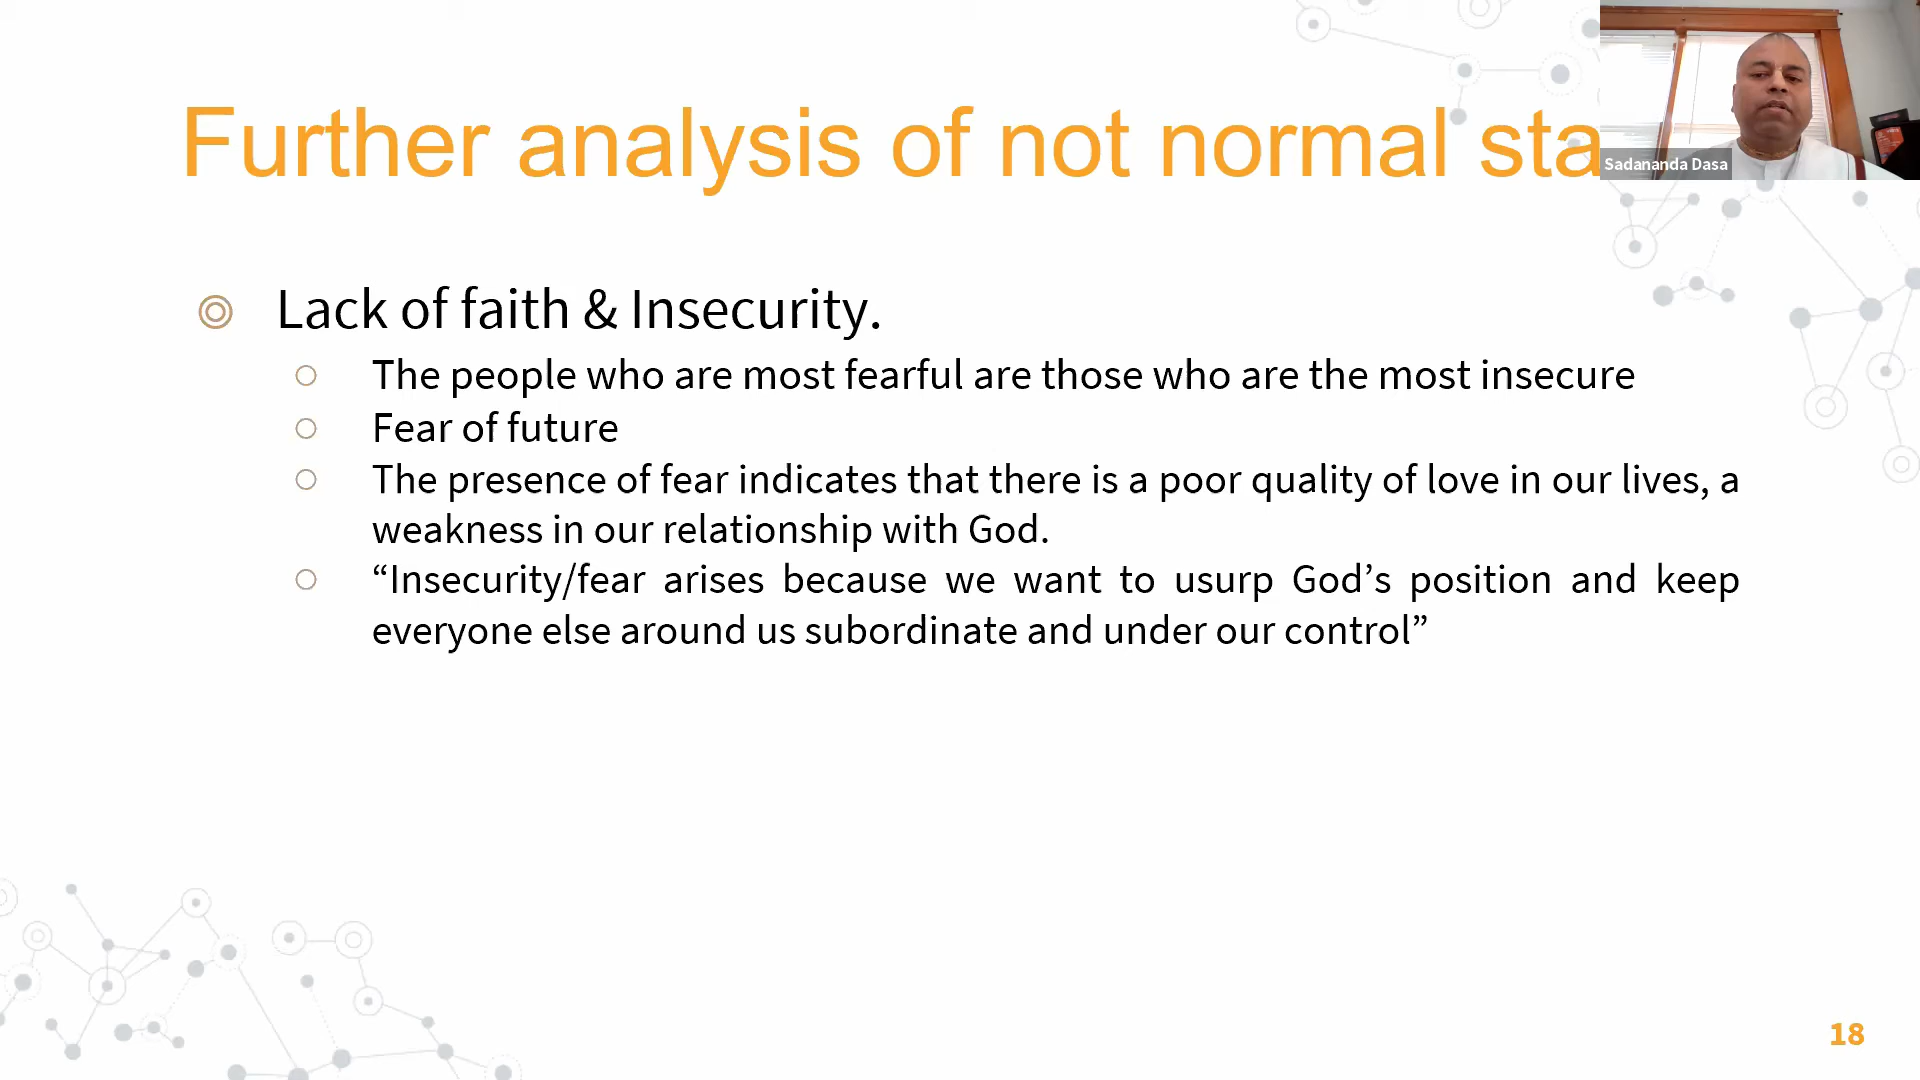 Further analysis of not normal sta
Sadananda Dasa
Lack of faith & Insecurity.
The people who are most fearful are those who are the most insecure
Fear of future
The presence of fear indicates that there is a poor quality of love in our lives, a
weakness in our relationship with God.
“Insecurity/fear arises because we want to usurp God’s position and keep
everyone else around us subordinate and under our control”
18